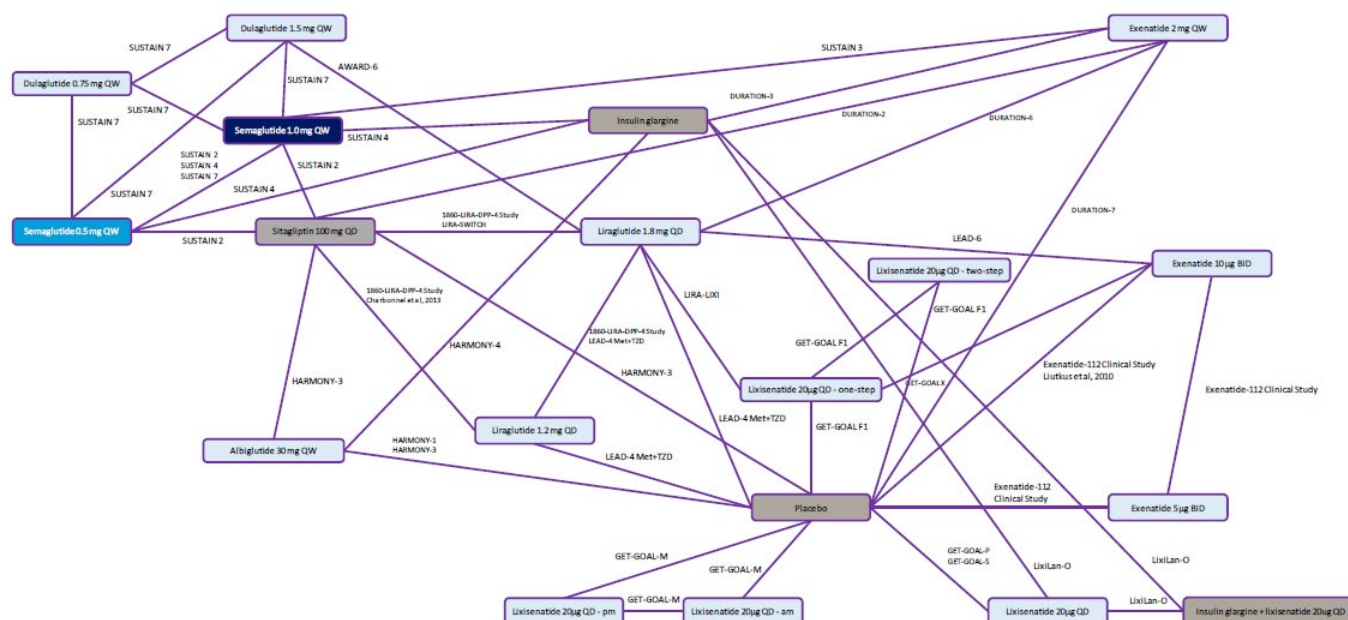 Dulaglutide 1.5 mg QW
Exenatide 2 mg QW
SUSTAIN 7
SUSTAIN 3
AWARD-6
Dulaglutide 0.75 mg QW
SUSTAIN 7
DURATION-3
SUSTAIN 7
DURATION-2
DURATION-6
Insulin glargine
SUSTAIN 7
Semaglutide 1.0 mg QW
SUSTAIN 4
SUSTAIN 2
SUSTAIN 4
SUSTAIN 7
SUSTAIN 2
SUSTAIN 7
SUSTAIN 4
1860-LIRA-DPP-4 Study
LIRA-SWITCH
DURATION-7
Semaglutide 0.5 mg QW
SUSTAIN 2
Sitagliptin 100 mg QD
Liraglutide 1.8 mg QD
LEAD-6
Lixisenatide 20µg QD - two-step
Exenatide 10 µg BID
1860-LIRA-DPP-4 Study
Charbonnel et al, 2013
LIRA-LIXI
GET-GOAL F1
1860-LIRA-DPP-4 Study
LEAD-4 Met+TZD
GET-GOAL F1
HARMONY-4
HARMONY-3
HARMONY-3
Exenatide-112 Clinical Study
Liutkus et al, 2010
Lixisenatide 20µg QD - one-step
GET-GOAL X
Exenatide-112 Clinical Study
LEAD-4 Met+TZD
GET-GOAL F1
Liraglutide 1.2 mg QD
Albiglutide 30 mg QW
HARMONY-1
HARMONY-3
LEAD-4 Met+TZD
Exenatide-112
Clinical Study
Placebo
Exenatide 5 µg BID
GET-GOAL-M
GET-GOAL-M
GET-GOAL-P
GET-GOAL-S
LixiLan-O
LixiLan-O
Lixisenatide 20µg QD - pm
GET-GOAL-M
Lixisenatide 20µg QD - am
Lixisenatide 20µg QD
LixiLan-O
Insulin glargine + lixisenatide 20ug QD